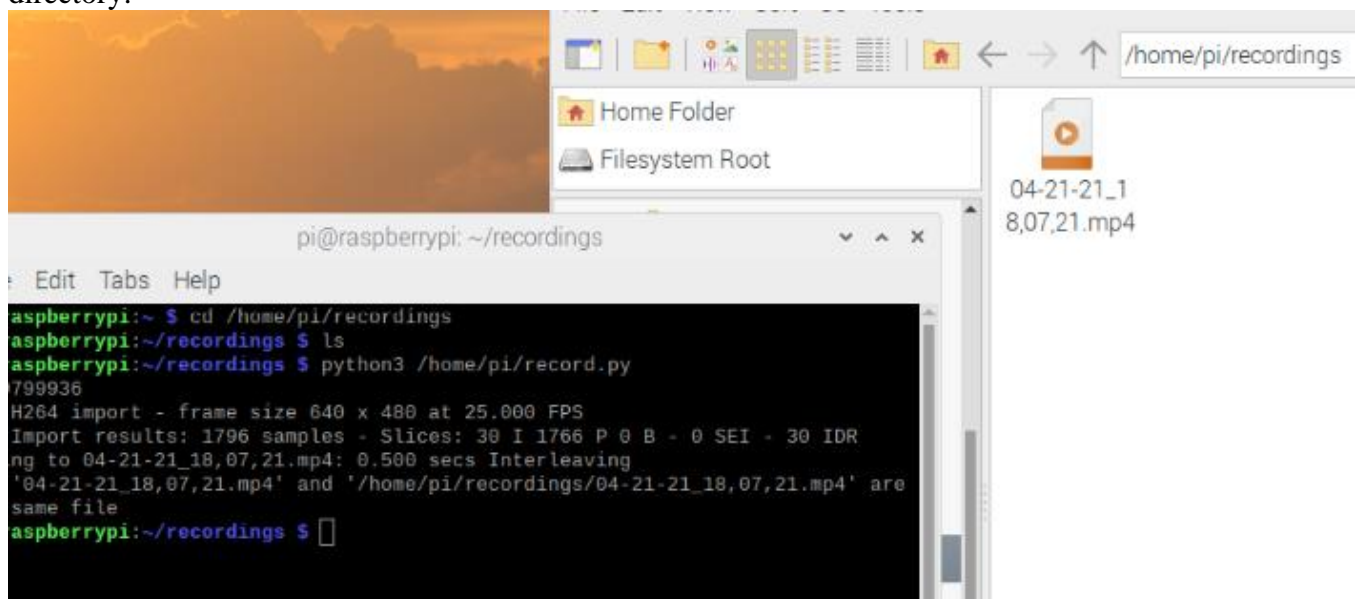 directory.
/home/pi/recordings
Home Folder
Filesystem Root
04-21-21_1
8,07,21.mp4
pi@raspberrypi: ~/recordings
Edit Tabs Help
aspberrypi:~ $ cd /home/pi/recordings
aspberrypi:~/recordings $ ls
aspberrypi:~/recordings $ python3 /home/pi/record.py
799936
H264 import - frame size 640 x 480 at 25.000 FPS
Import results: 1796 samples - Slices: 30 I 1766 P 0 B - 0 SEI - 30 IDR
ng to 04-21-21_18,07,21.mp4: 0.500 secs Interleaving
'04-21-21_18,07,21.mp4' and '/home/pi/recordings/04-21-21_18,07,21.mp4' are
same file
aspberrypi:~/recordings $